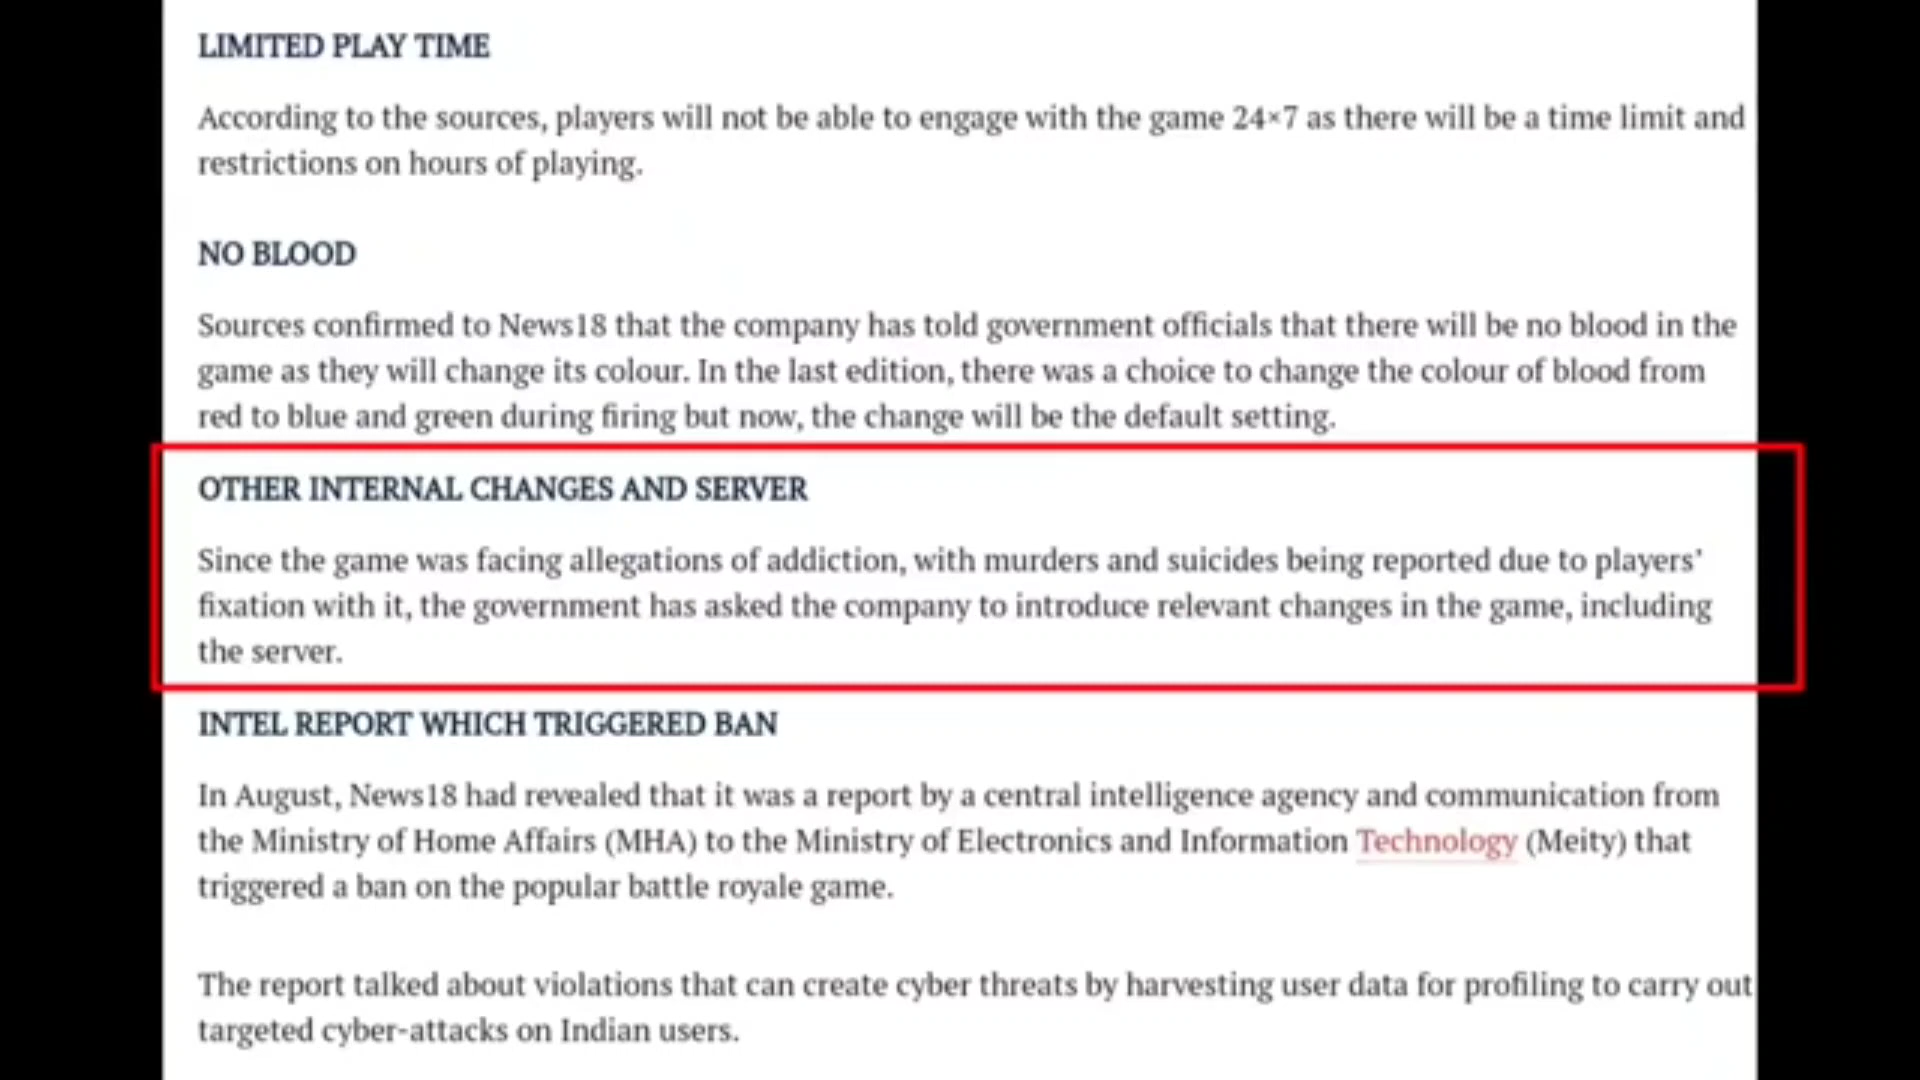 LIMITED PLAY TIME
According to the sources, players will not be able to engage with the game 24×7 as there will be a time limit and
restrictions on hours of playing.
NO BLOOD
Sources confirmed to News18 that the company has told government officials that there will be no blood in the
game as they will change its colour. In the last edition, there was a choice to change the colour of blood from
red to blue and green during firing but now, the change will be the default setting.
OTHER INTERNAL CHANGES AND SERVER
Since the game was facing allegations of addiction, with murders and suicides being reported due to players’
fixation with it, the government has asked the company to introduce relevant changes in the game, including
the server.
INTEL REPORT WHICH TRIGGERED BAN
In August, News18 had revealed that it was a report by a central intelligence agency and communication from
the Ministry of Home Affairs (MHA) to the Ministry of Electronics and Information Technology (Meity) that
triggered a ban on the popular battle royale game.
The report talked about violations that can create cyber threats by harvesting user data for profiling to carry out
targeted cyber-attacks on Indian users.